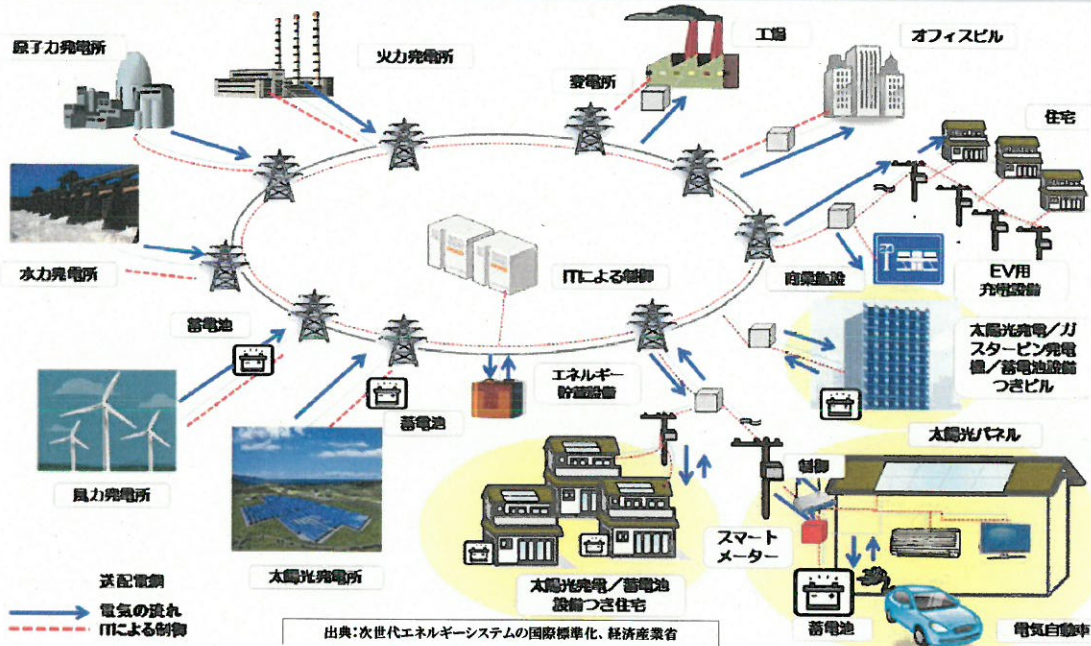 原子力発電所
火力発電所
工場
オフィスビル
変電所
住宅
水力発電所
ITによる制御
商業施設
24
EV用
充電設備
蓄電池
エネルギー
貯蔵設備
太陽光発電/ガ
スタービン発電
機/蓄電池設備
つきビル
蓄電池
風力発電所
太陽光パネル
制御
スマート
メーター
太陽光発電所
太陽光発電/蓄電池
設備つき住宅
蓄電池
電気自動車
送配電網
電気の流れ
ITによる制御
出典:次世代エネルギーシステムの国際標準化、経済産業省